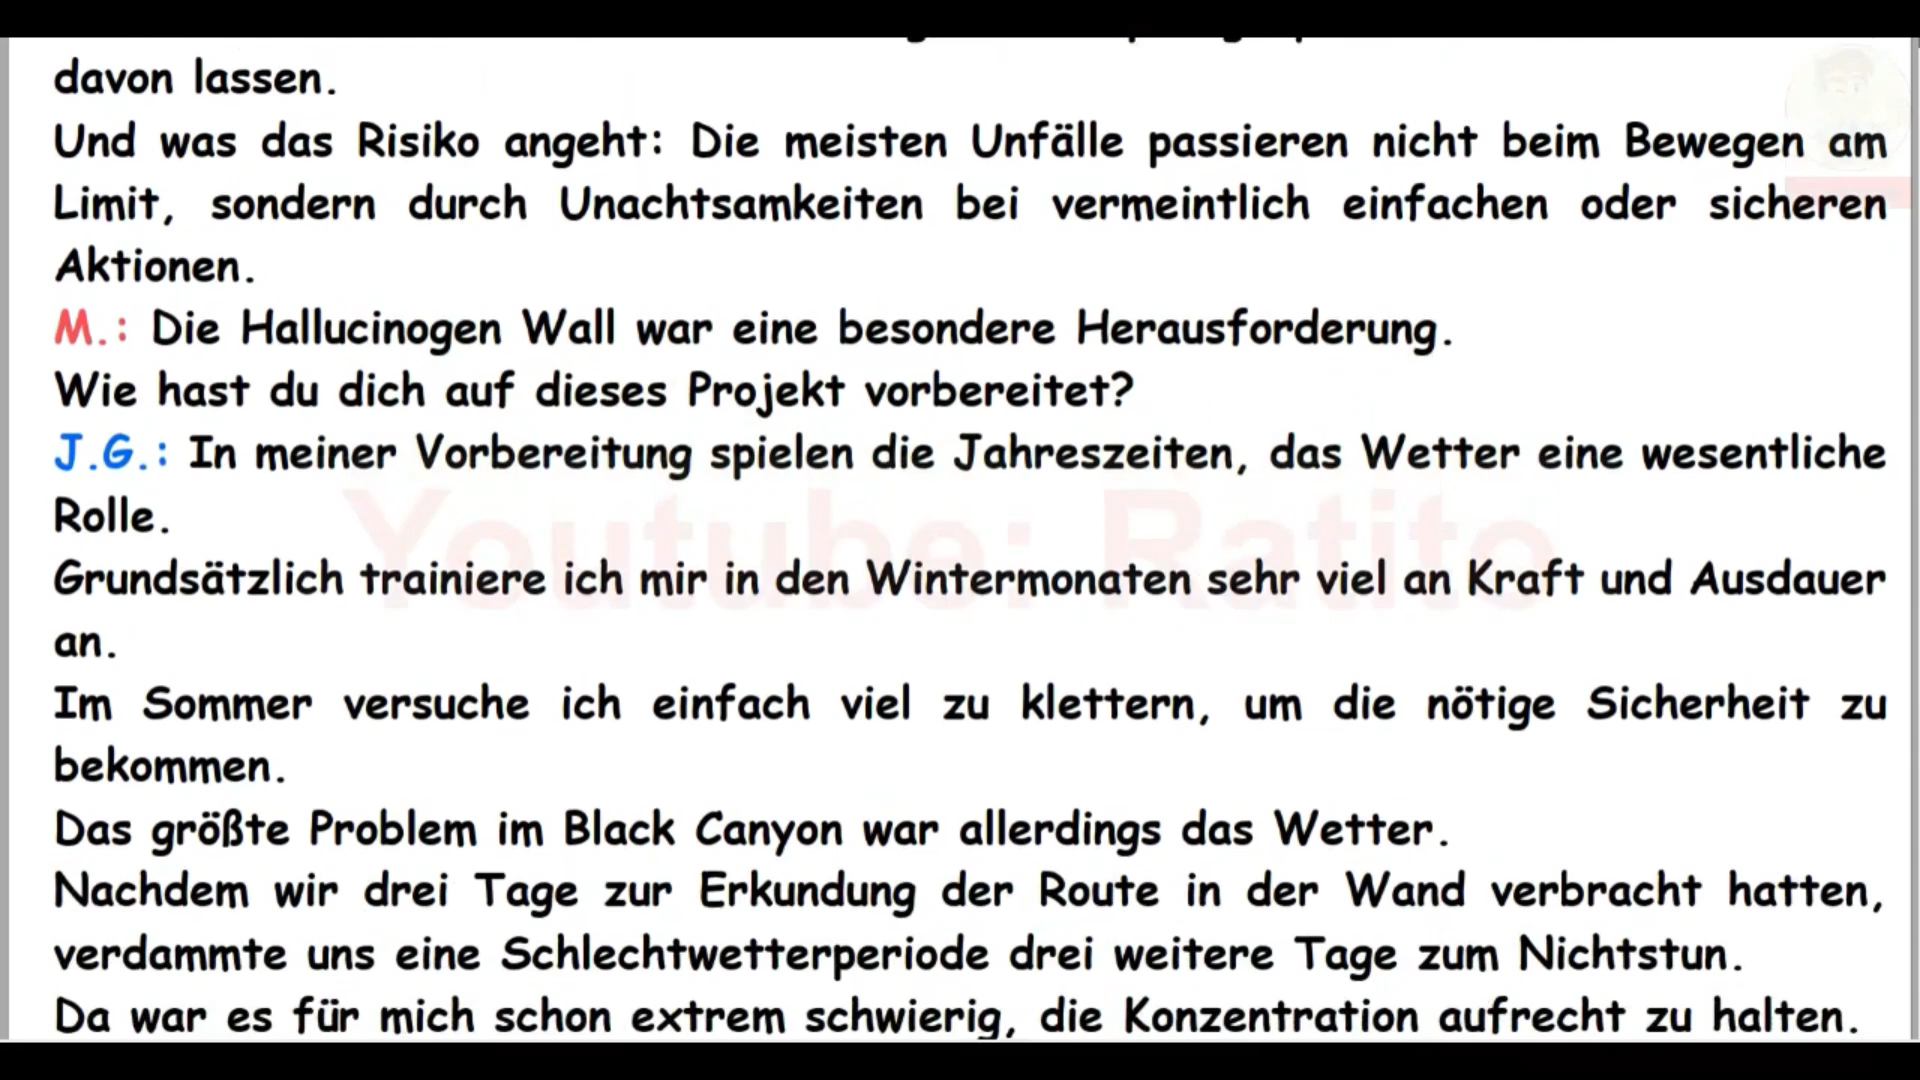 davon lassen.
Und was das Risiko angeht: Die meisten Unfälle passieren nicht beim Bewegen am
Limit, sondern durch Unachtsamkeiten bei vermeintlich einfachen oder sicheren
Aktionen.
M.: Die Hallucinogen Wall war eine besondere Herausforderung.
Wie hast du dich auf dieses Projekt vorbereitet?
J.G.: In meiner Vorbereitung spielen die Jahreszeiten, das Wetter eine wesentliche
Rolle.
Youtube: Ratito
Grundsätzlich trainiere ich mir in den Wintermonaten sehr viel an Kraft und Ausdauer
an.
Im Sommer versuche ich einfach viel zu klettern, um die nötige Sicherheit zu
bekommen.
Das größte Problem im Black Canyon war allerdings das Wetter.
Nachdem wir drei Tage zur Erkundung der Route in der Wand verbracht hatten,
verdammte uns eine Schlechtwetterperiode drei weitere Tage zum Nichtstun.
Da war es für mich schon extrem schwierig, die Konzentration aufrecht zu halten.